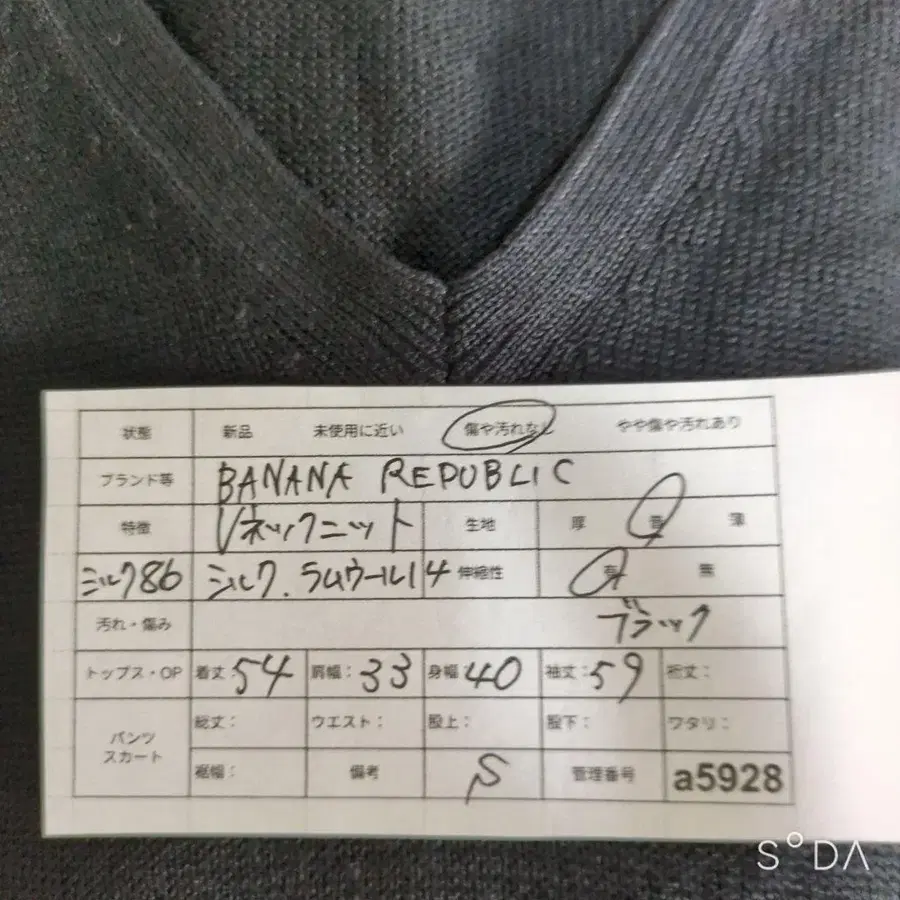 状態 新品 未使用に近い 傷や汚れなし やや傷や汚れあり
ブランド等 BANANA REPUBLIC
特徴 Vネックニット 生地 厚 普 薄
シルク86 シルク.ラムウール14 伸縮性 有 無
汚れ・傷み ブラック
トップス・OP 着丈:54 肩幅:33 身幅:40 袖丈:59 裄丈:
パンツ スカート 総丈: ウエスト: 股上: 股下: ワタリ:
裾幅: 備考 S 管理番号 a5928
SODA